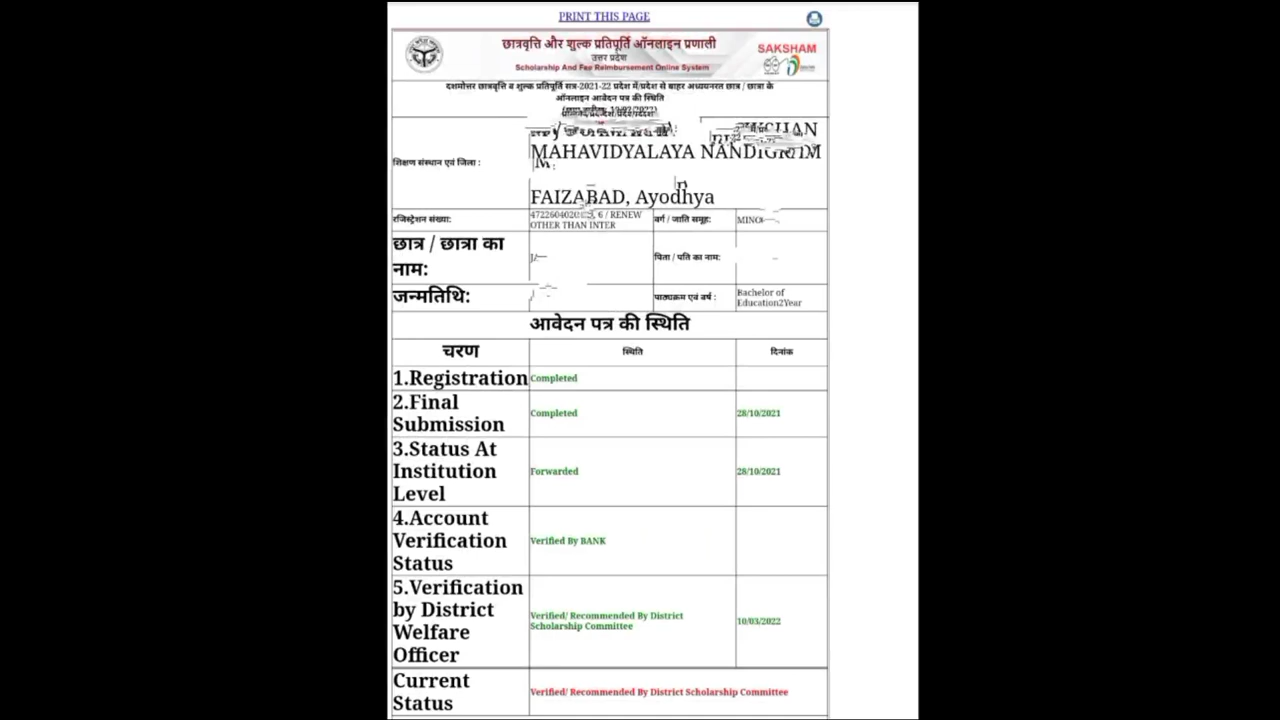 PRINT THIS PAGE
छात्रवृत्ति और शुल्क प्रतिपूर्ति ऑनलाइन प्रणाली
उत्तर प्रदेश
Scholarship And Fee Reimbursement Online System
SAKSHAM
दशमोत्तर छात्रवृत्ति व शुल्क प्रतिपूर्ति सत्र-2021-22 प्रदेश में/प्रदेश से बाहर अध्ययनरत छात्र / छात्रा के
ऑनलाइन आवेदन पत्र की स्थिति
शिक्षण संस्थान एवं जिला :
MAHAVIDYALAYA NANDIGRAM
FAIZABAD, Ayodhya
रजिस्ट्रेशन संख्या:
6 / RENEW
OTHER THAN INTER
वर्ग / जाति समूह:
छात्र / छात्रा का
नाम:
पिता / पति का नाम:
जन्मतिथि:
पाठ्यक्रम एवं वर्ष :
Bachelor of
Education2Year
आवेदन पत्र की स्थिति
चरण स्थिति दिनांक
1.Registration Completed
2.Final
Submission
Completed 28/10/2021
3.Status At
Institution
Level
Forwarded 28/10/2021
4.Account
Verification
Status
Verified By BANK
5.Verification
by District
Welfare
Officer
Verified/ Recommended By District
Scholarship Committee
10/03/2022
Current
Status
Verified/ Recommended By District Scholarship Committee